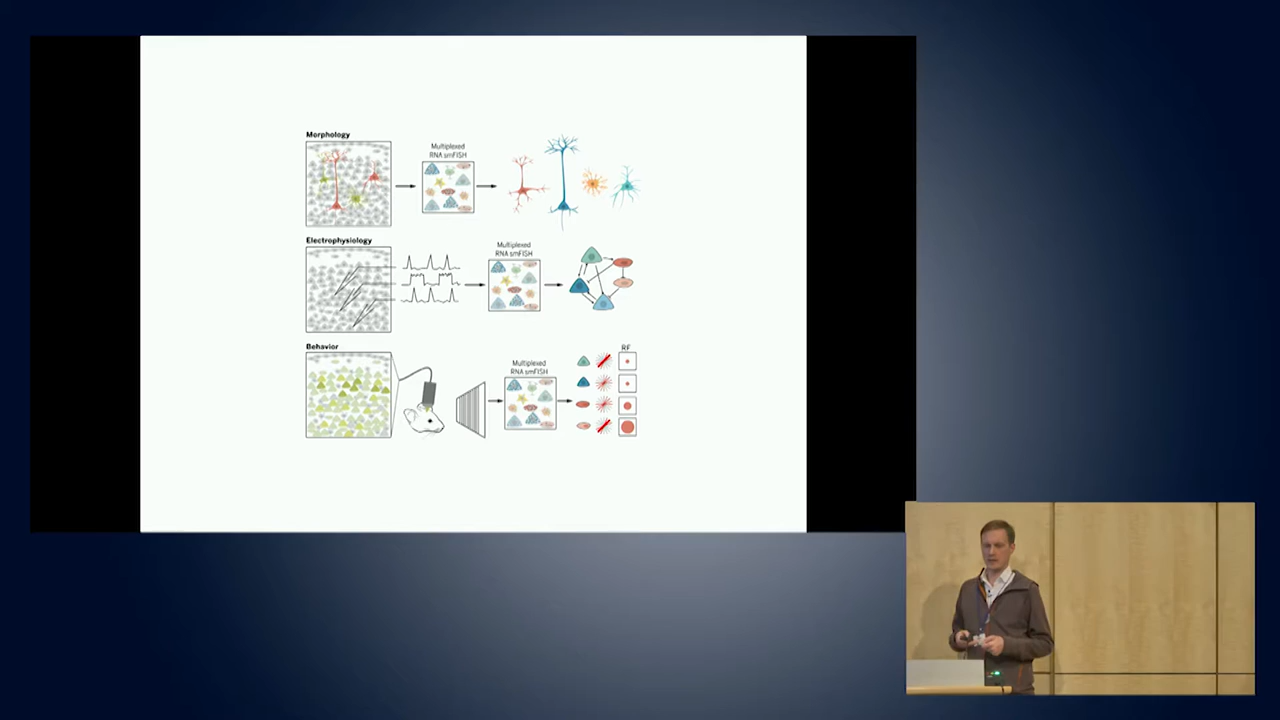 Morphology
Multiplexed
RNA smFISH
Electrophysiology
Multiplexed
RNA smFISH
Behavior
Multiplexed
RNA smFISH
RF